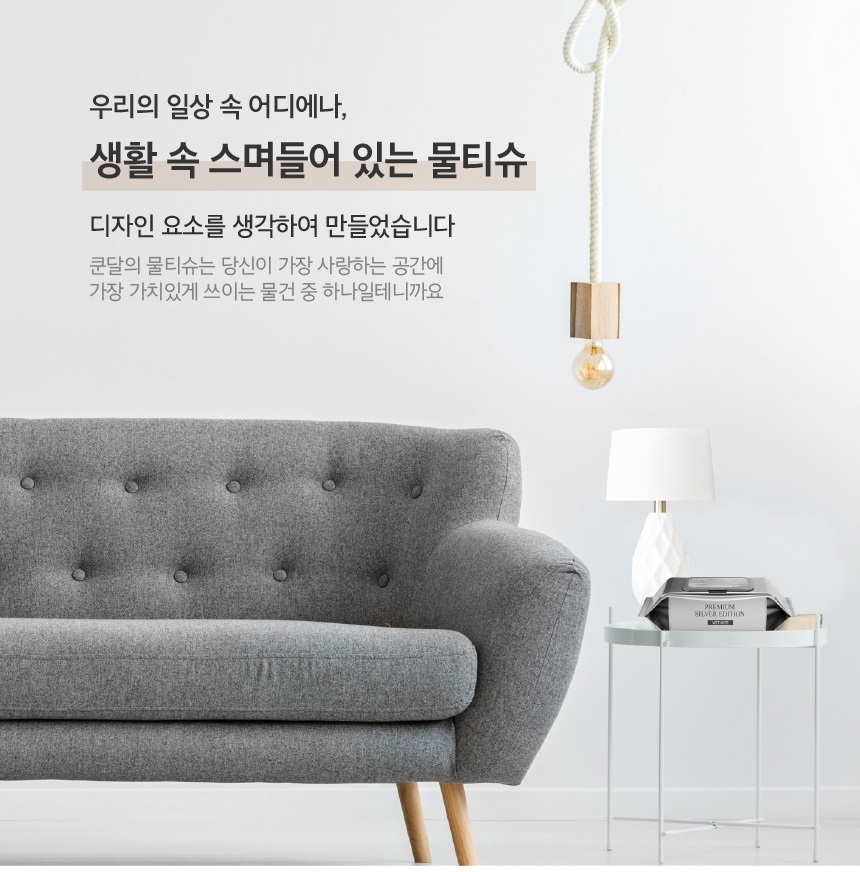 우리의 일상 속 어디에나,
생활 속 스며들어 있는 물티슈
디자인 요소를 생각하여 만들었습니다
쿤달의 물티슈는 당신이 가장 사랑하는 공간에
가장 가치있게 쓰이는 물건 중 하나일테니까요
PREMIUM
SILVER EDITION